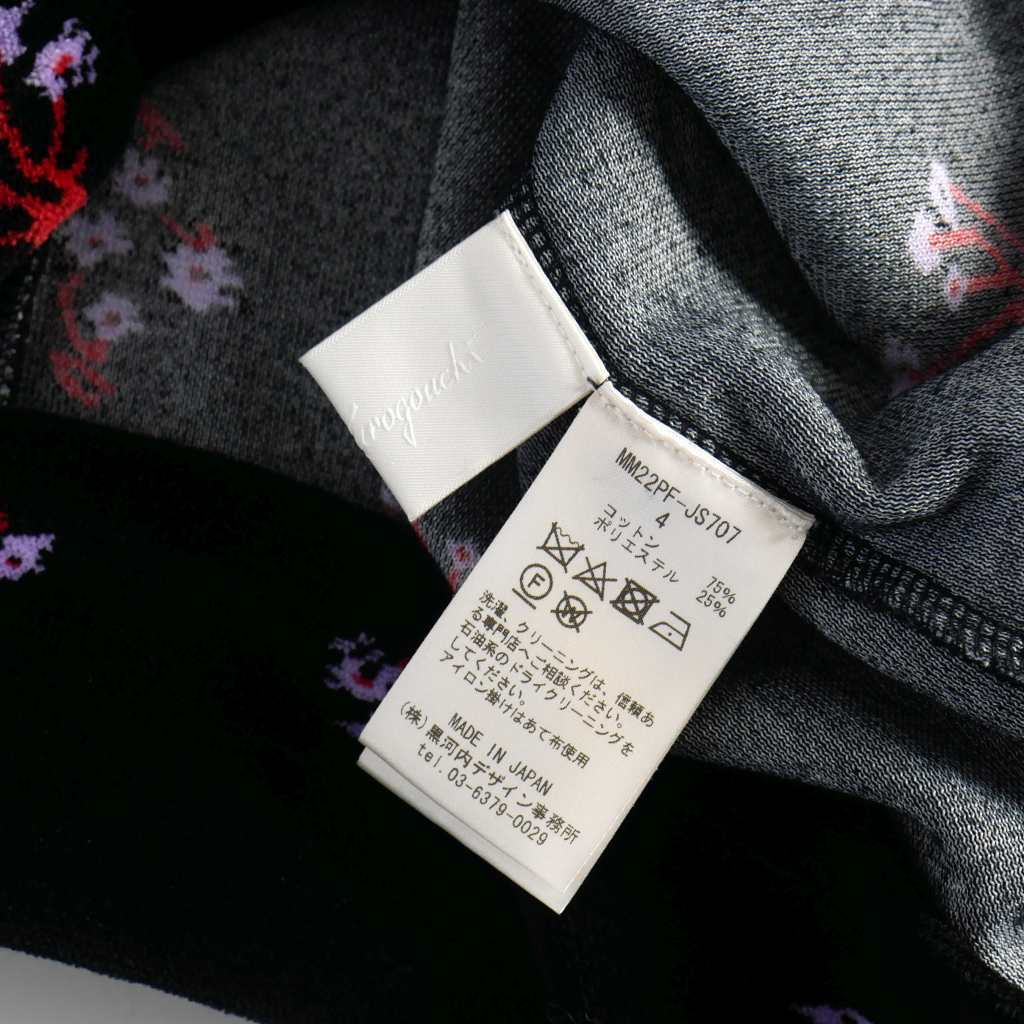 rogouchi
MM22PF-JS707
4
コットン 75%
ポリエステル 25%
F
W
洗濯、クリーニングは、信頼あ
る専門店へご相談ください。
石油系のドライクリーニングを
してください。
アイロン掛けはあて布使用
MADE IN JAPAN
(株)黒河内デザイン事務所
tel.03-6379-0029